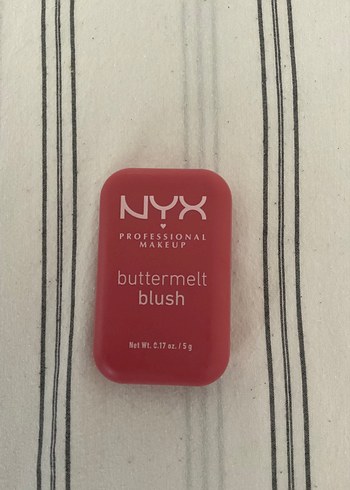 NYX
PROFESSIONAL
MAKEUP
buttermelt
blush
Net Wt. 0.17 oz. / 5 g